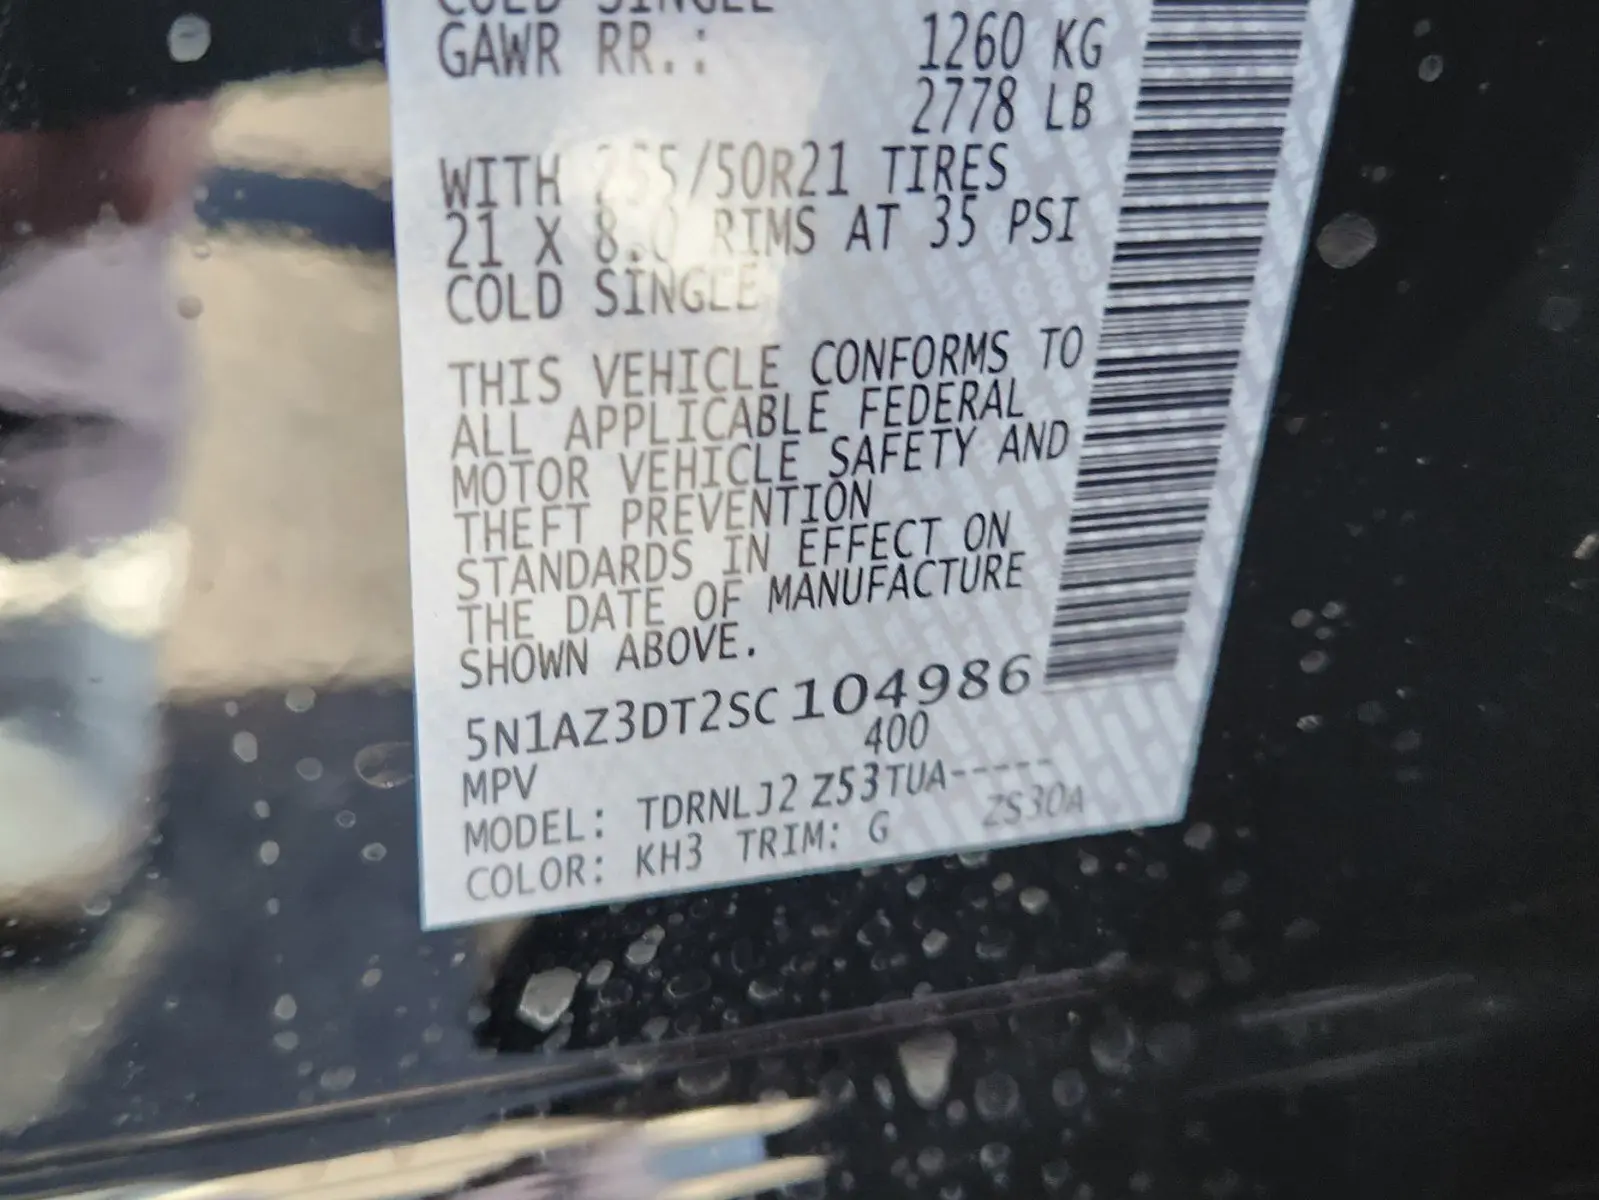 COLD SINGLE
GAWR RR.: 1260 KG
2778 LB
WITH 255/50R21 TIRES
21 X 8.0 RIMS AT 35 PSI
COLD SINGLE
THIS VEHICLE CONFORMS TO
ALL APPLICABLE FEDERAL
MOTOR VEHICLE SAFETY AND
THEFT PREVENTION
STANDARDS IN EFFECT ON
THE DATE OF MANUFACTURE
SHOWN ABOVE.
5N1AZ3DT2SC104986
MPV 400
MODEL: TDRNLJ2 Z53TUA-----
COLOR: KH3 TRIM: G ZS30A